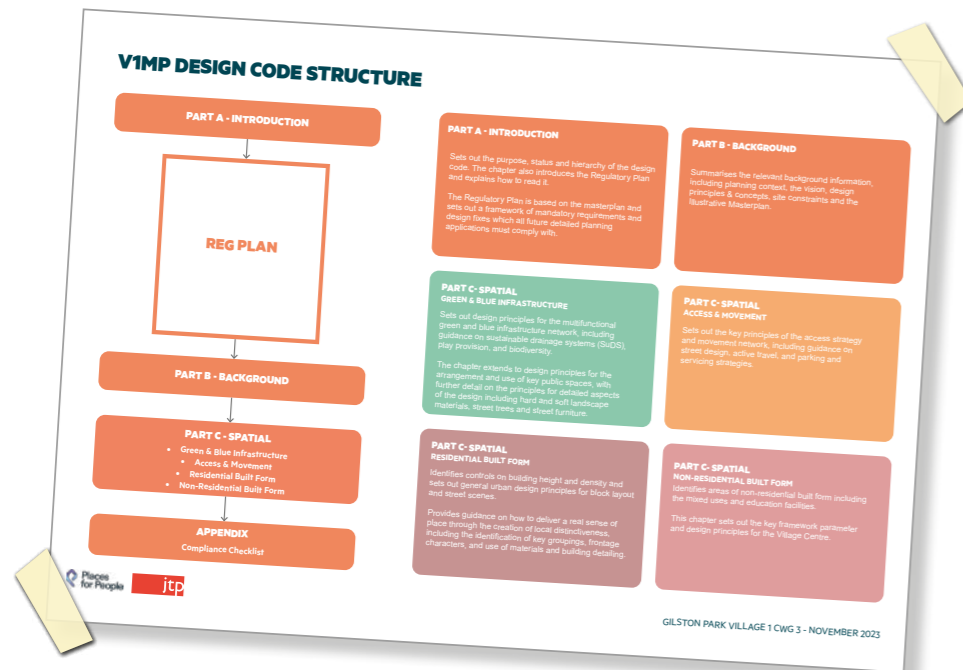 V1MP DESIGN CODE STRUCTURE
PART A - INTRODUCTION
REG PLAN
PART B - BACKGROUND
PART C - SPATIAL
• Green & Blue Infrastructure
• Access & Movement
• Residential Built Form
• Non-Residential Built Form
APPENDIX
Compliance Checklist
PART A - INTRODUCTION
Sets out the purpose, status and hierarchy of the design
code. The chapter also introduces the Regulatory Plan
and explains how to read it.
The Regulatory Plan is based on the masterplan and
sets out a framework of mandatory requirements and
design fixes which all future detailed planning
applications must comply with.
PART B - BACKGROUND
Summarises the relevant background information,
including planning context, the vision, design
principles & concepts, site constraints and the
Illustrative Masterplan.
PART C- SPATIAL
GREEN & BLUE INFRASTRUCTURE
Sets out design principles for the multifunctional
green and blue infrastructure network, including
guidance on sustainable drainage systems (SuDS),
play provision, and biodiversity.
The chapter extends to design principles for the
arrangement and use of key public spaces, with
further detail on the principles for detailed aspects
of the design including hard and soft landscape
materials, street trees and street furniture.
PART C- SPATIAL
ACCESS & MOVEMENT
Sets out the key principles of the access strategy
and movement network, including guidance on
street design, active travel, and parking and
servicing strategies.
PART C- SPATIAL
RESIDENTIAL BUILT FORM
Identifies controls on building height and density and
sets out general urban design principles for block layout
and street scenes.
Provides guidance on how to deliver a real sense of
place through the creation of local distinctiveness,
including the identification of key groupings, frontage
characters, and use of materials and building detailing.
PART C- SPATIAL
NON-RESIDENTIAL BUILT FORM
Identifies areas of non-residential built form including
the mixed uses and education facilities.
This chapter sets out the key framework parameter
and design principles for the Village Centre.
Places
for People
jtp
GILSTON PARK VILLAGE 1 CWG 3 - NOVEMBER 2023